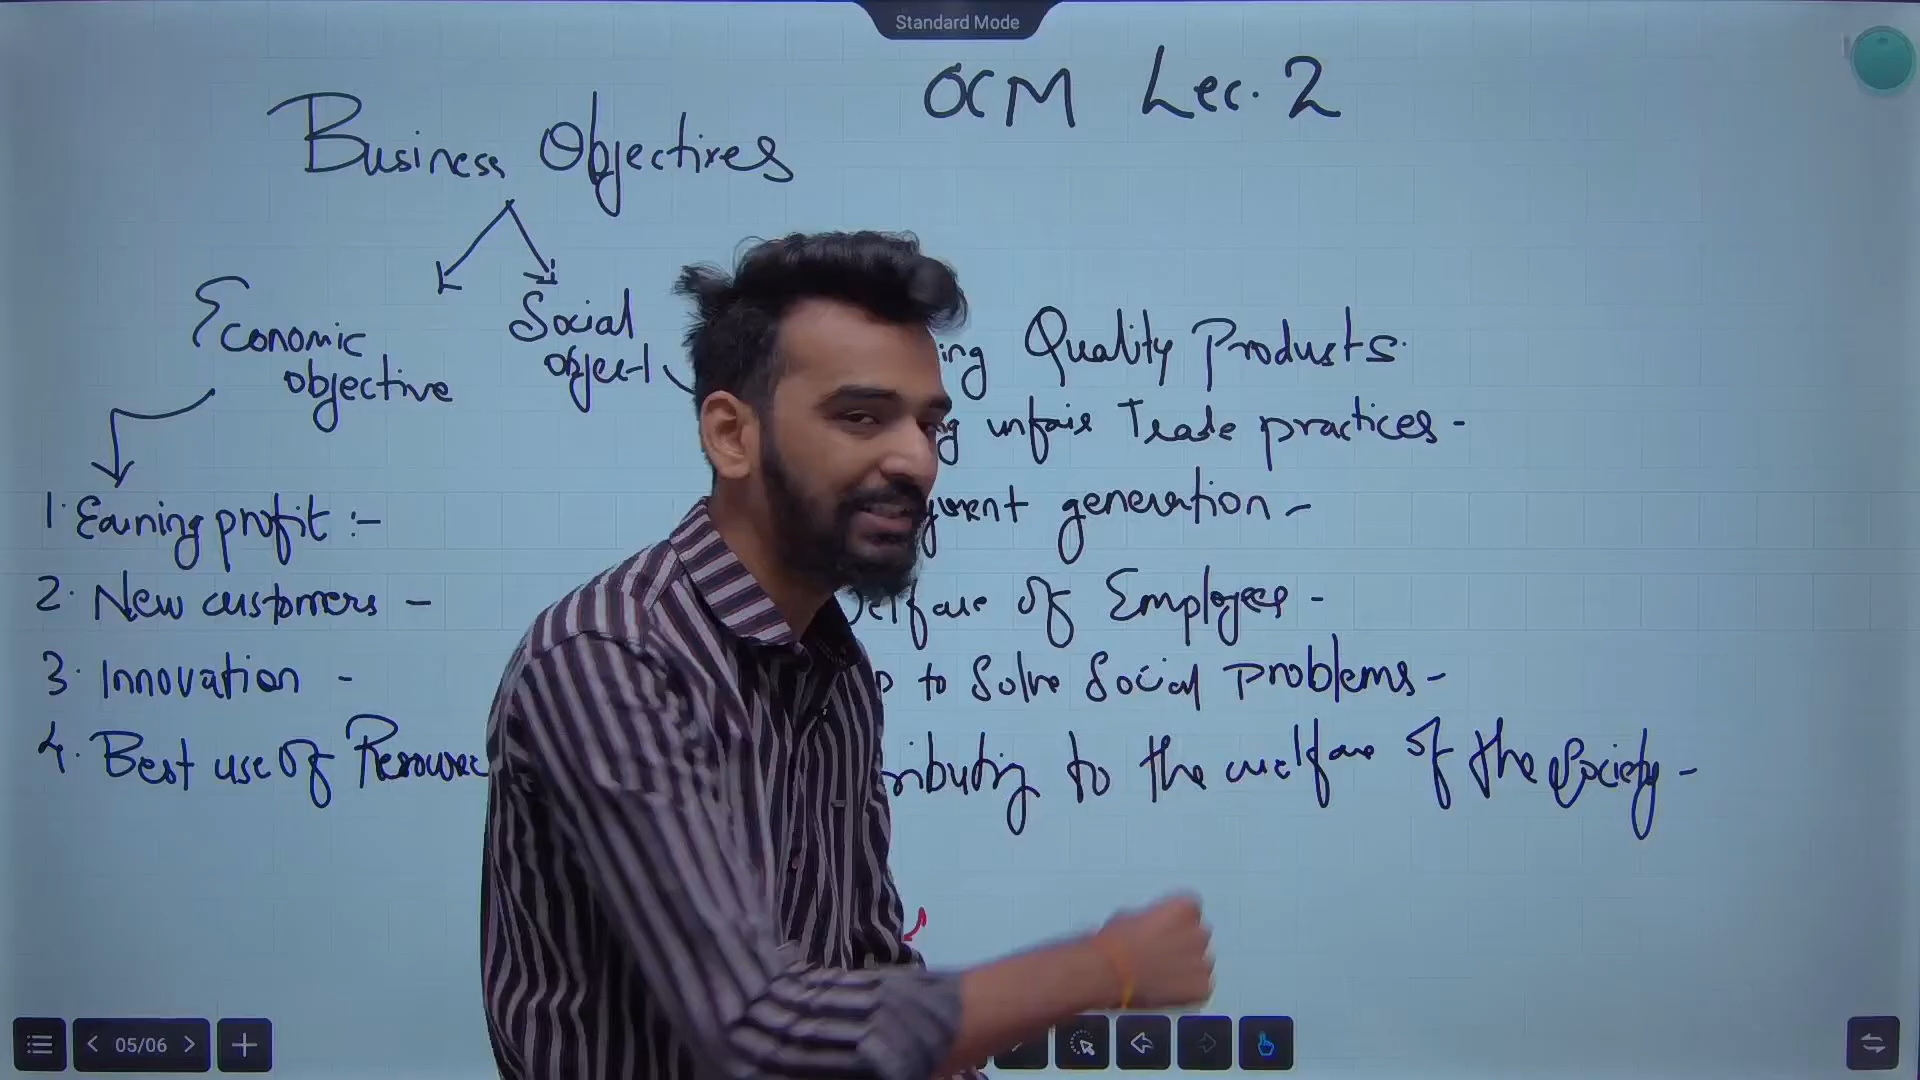 Standard Mode
OCM Lec. 2
Business Objectives
Economic objective
Social object
1. Earning profit :-
2. New customers -
3. Innovation -
4. Best use of
Quality Products.
unfair Trade practices -
generation -
of Employees -
to Solve Social Problems -
to the welfare of the Society -
05/06